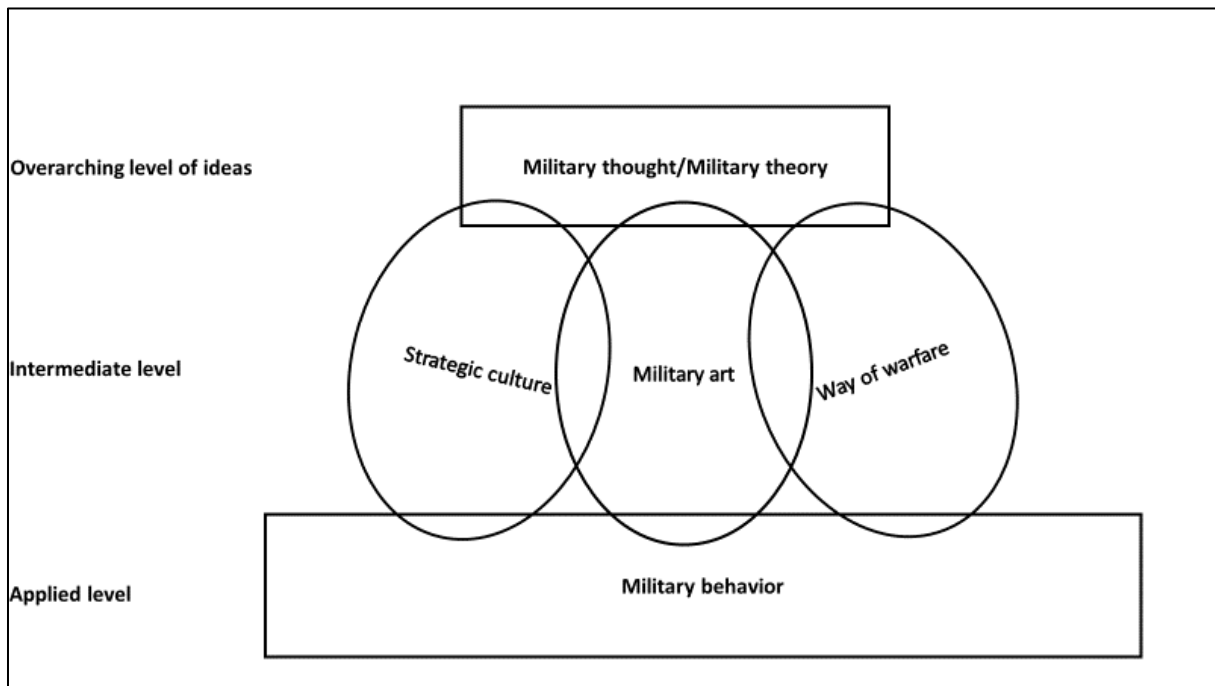 Overarching level of ideas
Military thought/Military theory
Intermediate level
Strategic culture
Military art
Way of warfare
Applied level
Military behavior